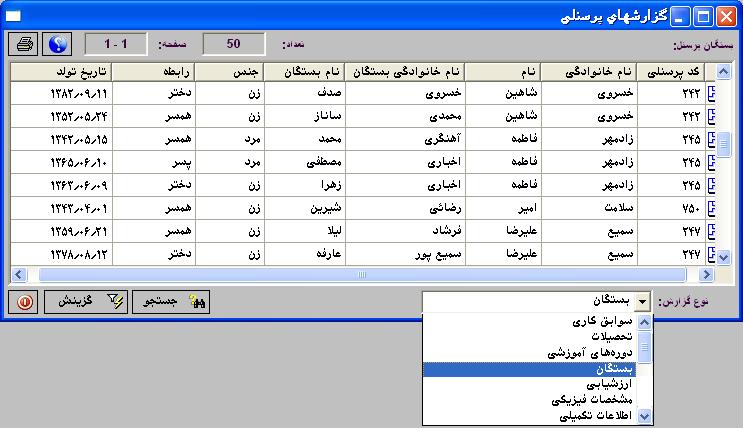 گزارشهاي پرسنلی
بستگان پرسنل: تعداد: 50 صفحه: 1 - 1
کد پرسنلی نام خانوادگی نام نام خانوادگی بستگان نام بستگان جنس رابطه تاریخ تولد
۲۴۲ خسروی شاهین خسروی صدف زن دختر ۱۳۸۲/۰۹/۱۱
۲۴۲ خسروی شاهین محمدی ساناز زن همسر ۱۳۵۲/۰۵/۲۴
۲۴۵ زادمهر فاطمه آهنگری محمد مرد همسر ۱۳۴۲/۰۵/۱۵
۲۴۵ زادمهر فاطمه اخباری مصطفی مرد پسر ۱۳۶۵/۰۶/۱۰
۲۴۵ زادمهر فاطمه اخباری زهرا زن دختر ۱۳۶۳/۰۶/۰۹
۷۵۰ سلامت امیر رضائی شیرین زن همسر ۱۳۴۳/۰۴/۰۱
۲۴۷ سمیع علیرضا فرشاد لیلا زن همسر ۱۳۵۹/۰۶/۲۱
۲۴۷ سمیع علیرضا سمیع پور عارفه زن دختر ۱۳۷۸/۰۸/۱۲
نوع گزارش: بستگان جستجو گزینش
سوابق کاری
تحصیلات
دوره‌های آموزشی
بستگان
ارزشیابی
مشخصات فیزیکی
اطلاعات تکمیلی